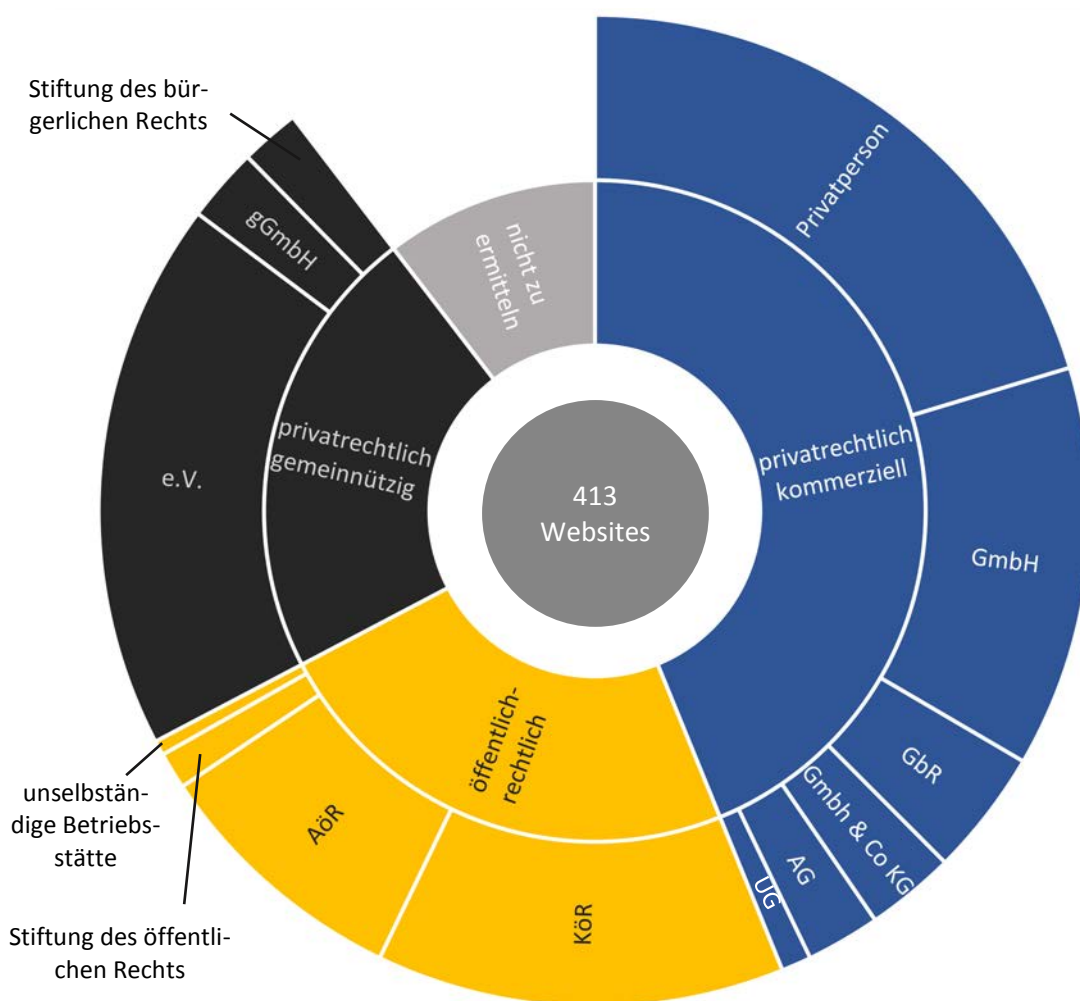 Stiftung des bür-
gerlichen Rechts
gGmbH
e.V.
privatrechtlich
gemeinnützig
nicht zu
ermitteln
Privatperson
privatrechtlich
kommerziell
GmbH
GbR
Gmbh & Co KG
AG
UG
413
Websites
öffentlich-
rechtlich
KöR
AöR
unselbstän-
dige Betriebs-
stätte
Stiftung des öffentli-
chen Rechts